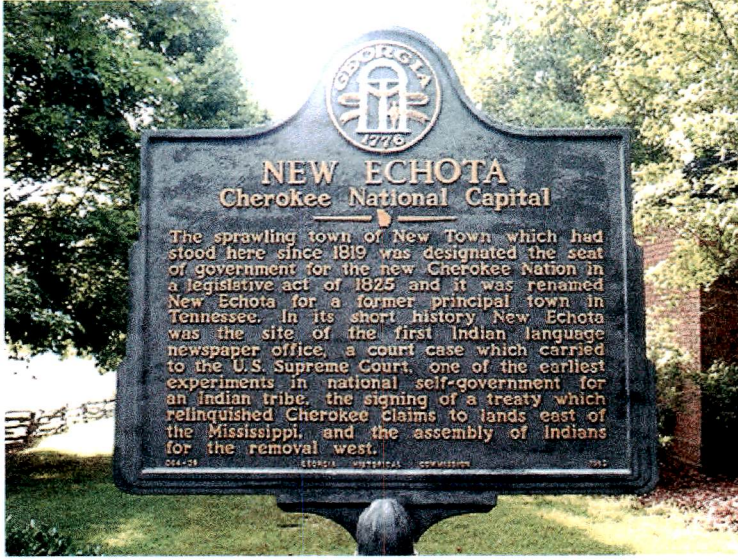 GEORGIA
1776
NEW ECHOTA
Cherokee National Capital
The sprawling town of New Town which had
stood here since 1819 was designated the seat
of government for the new Cherokee Nation in
a legislative act of 1825 and it was renamed
New Echota for a former principal town in
Tennessee. In its short history New Echota
was the site of the first Indian language
newspaper office, a court case which carried
to the U.S. Supreme Court, one of the earliest
experiments in national self-government for
an Indian tribe, the signing of a treaty which
relinquished Cherokee claims to lands east of
the Mississippi, and the assembly of Indians
for the removal west.
GEORGIA HISTORICAL COMMISSION